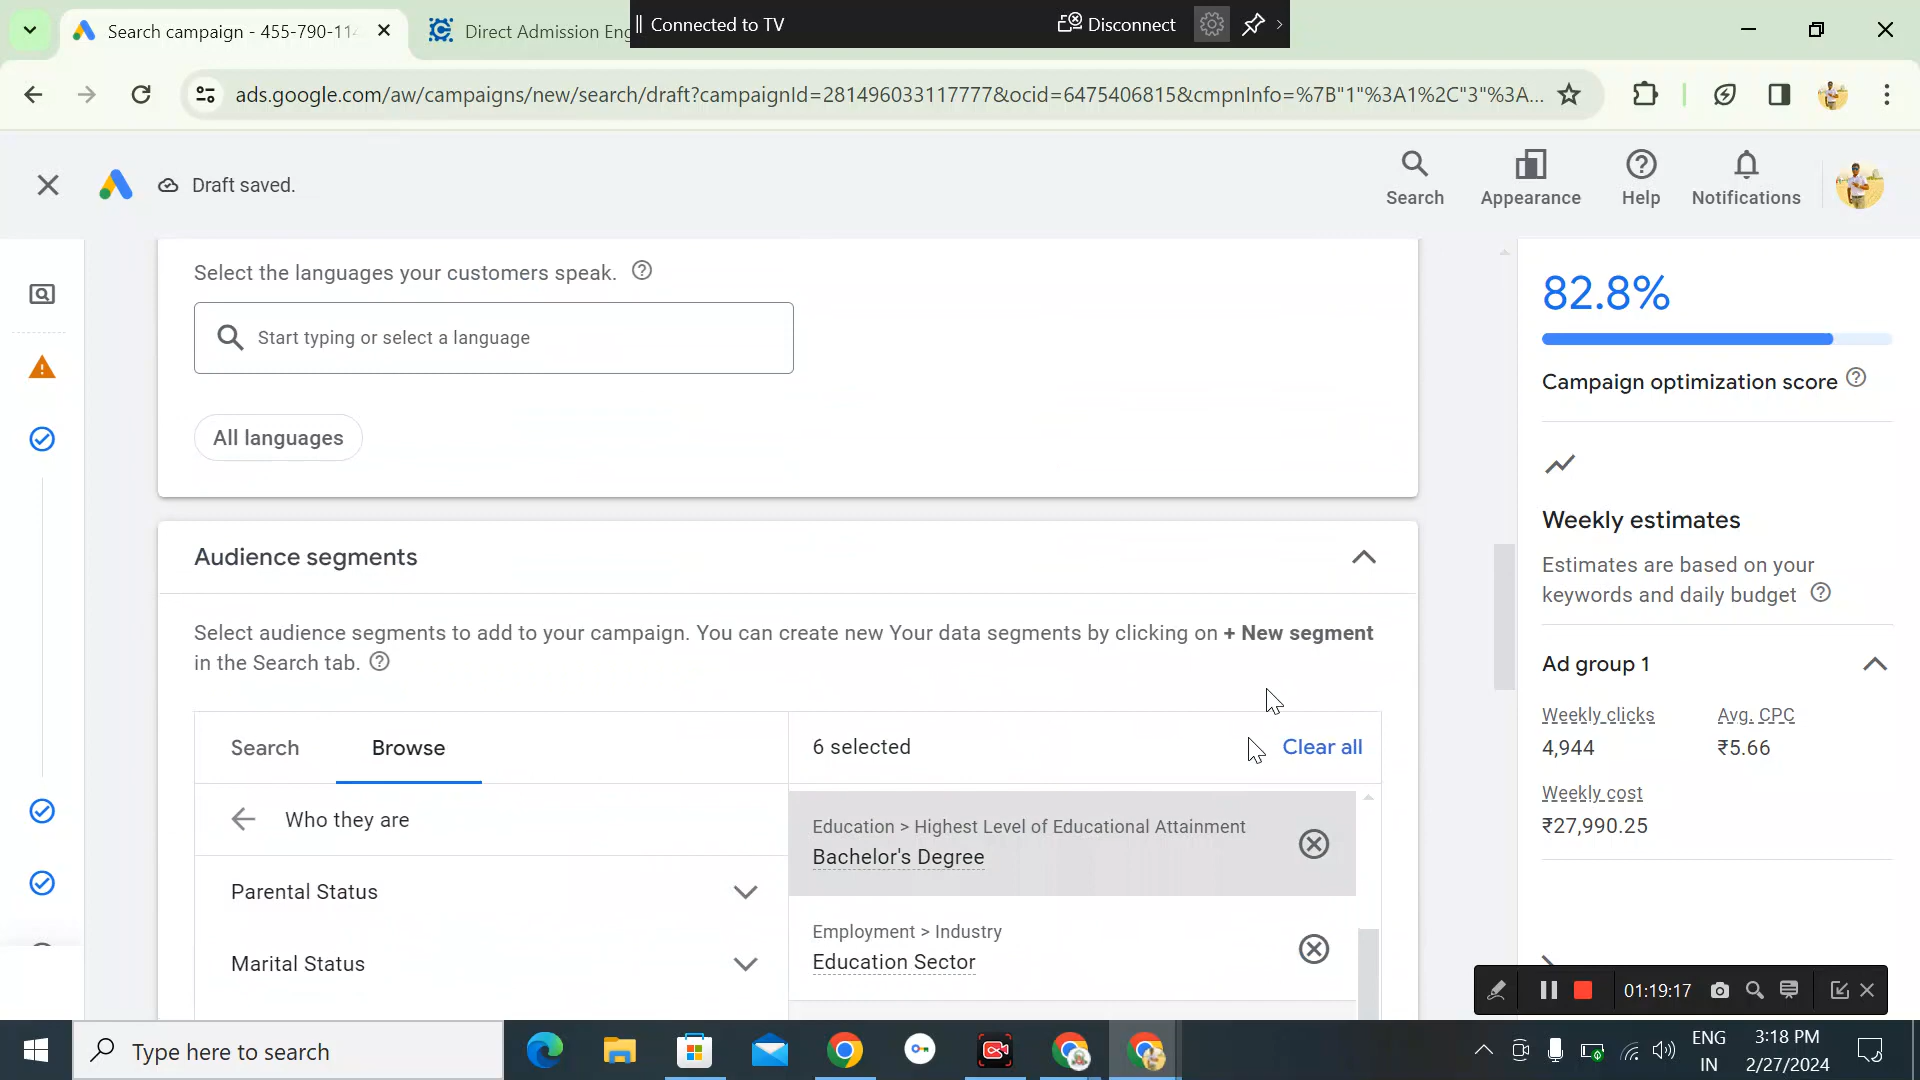 Search campaign - 455-790-114
Direct Admission Eng
Connected to TV
Disconnect
ads.google.com/aw/campaigns/new/search/draft?campaignId=281496033117777&ocid=6475406815&cmpnInfo=%7B"1"%3A1%2C"3"%3A...
Draft saved.
Search
Appearance
Help
Notifications
Select the languages your customers speak.
Start typing or select a language
All languages
Audience segments
Select audience segments to add to your campaign. You can create new Your data segments by clicking on + New segment
in the Search tab.
Search
Browse
6 selected
Clear all
Who they are
Parental Status
Marital Status
Education > Highest Level of Educational Attainment
Bachelor's Degree
Employment > Industry
Education Sector
82.8%
Campaign optimization score
Weekly estimates
Estimates are based on your
keywords and daily budget
Ad group 1
Weekly clicks
Avg. CPC
4,944
₹5.66
Weekly cost
₹27,990.25
01:19:17
Type here to search
ENG
IN
3:18 PM
2/27/2024